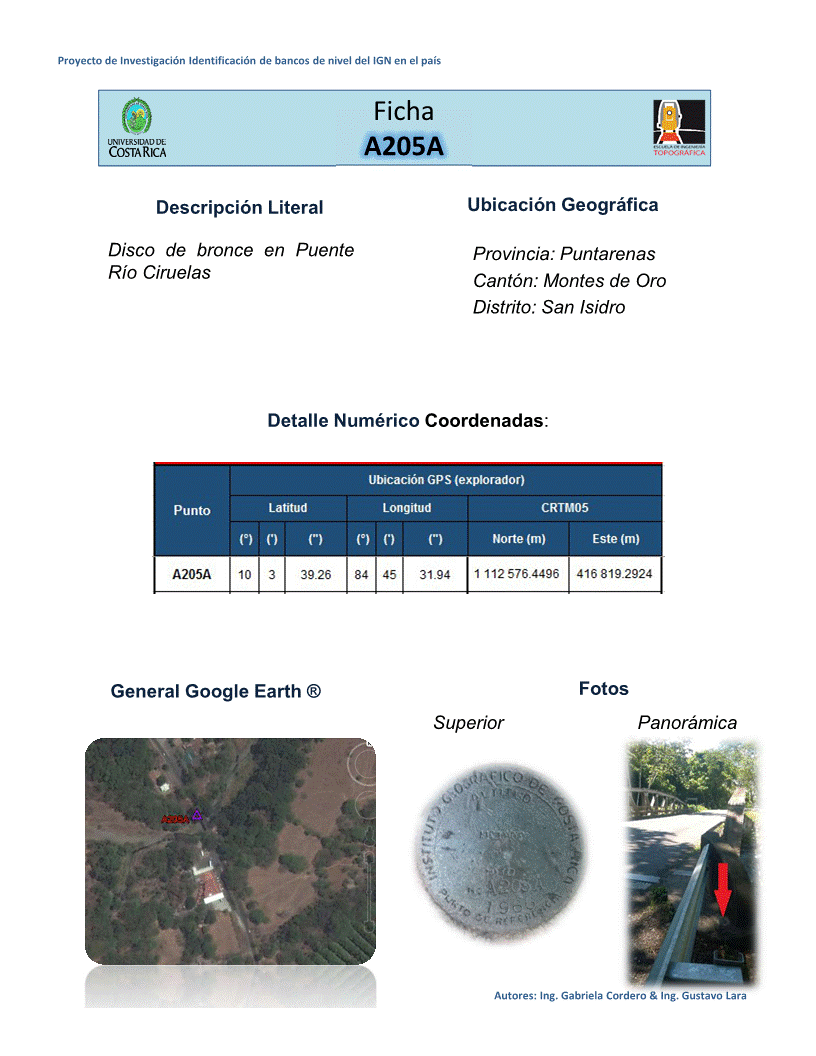 Proyecto de Investigación Identificación de bancos de nivel del IGN en el país
UNIVERSIDAD DE
COSTA RICA
Ficha
A205A
ESCUELA DE INGENIERÍA
TOPOGRÁFICA
Descripción Literal
Disco de bronce en Puente
Río Ciruelas
Ubicación Geográfica
Provincia: Puntarenas
Cantón: Montes de Oro
Distrito: San Isidro
Detalle Numérico Coordenadas:
Punto
Ubicación GPS (explorador)
Latitud Longitud CRTM05
(°) (') (") (°) (') (") Norte (m) Este (m)
A205A 10 3 39.26 84 45 31.94 1 112 576.4496 416 819.2924
General Google Earth ®
Fotos
Superior Panorámica
A205A
INSTITUTO GEOGRAFICO DE COSTA RICA
A205A
PUNTO DE REFERENCIA
Autores: Ing. Gabriela Cordero & Ing. Gustavo Lara